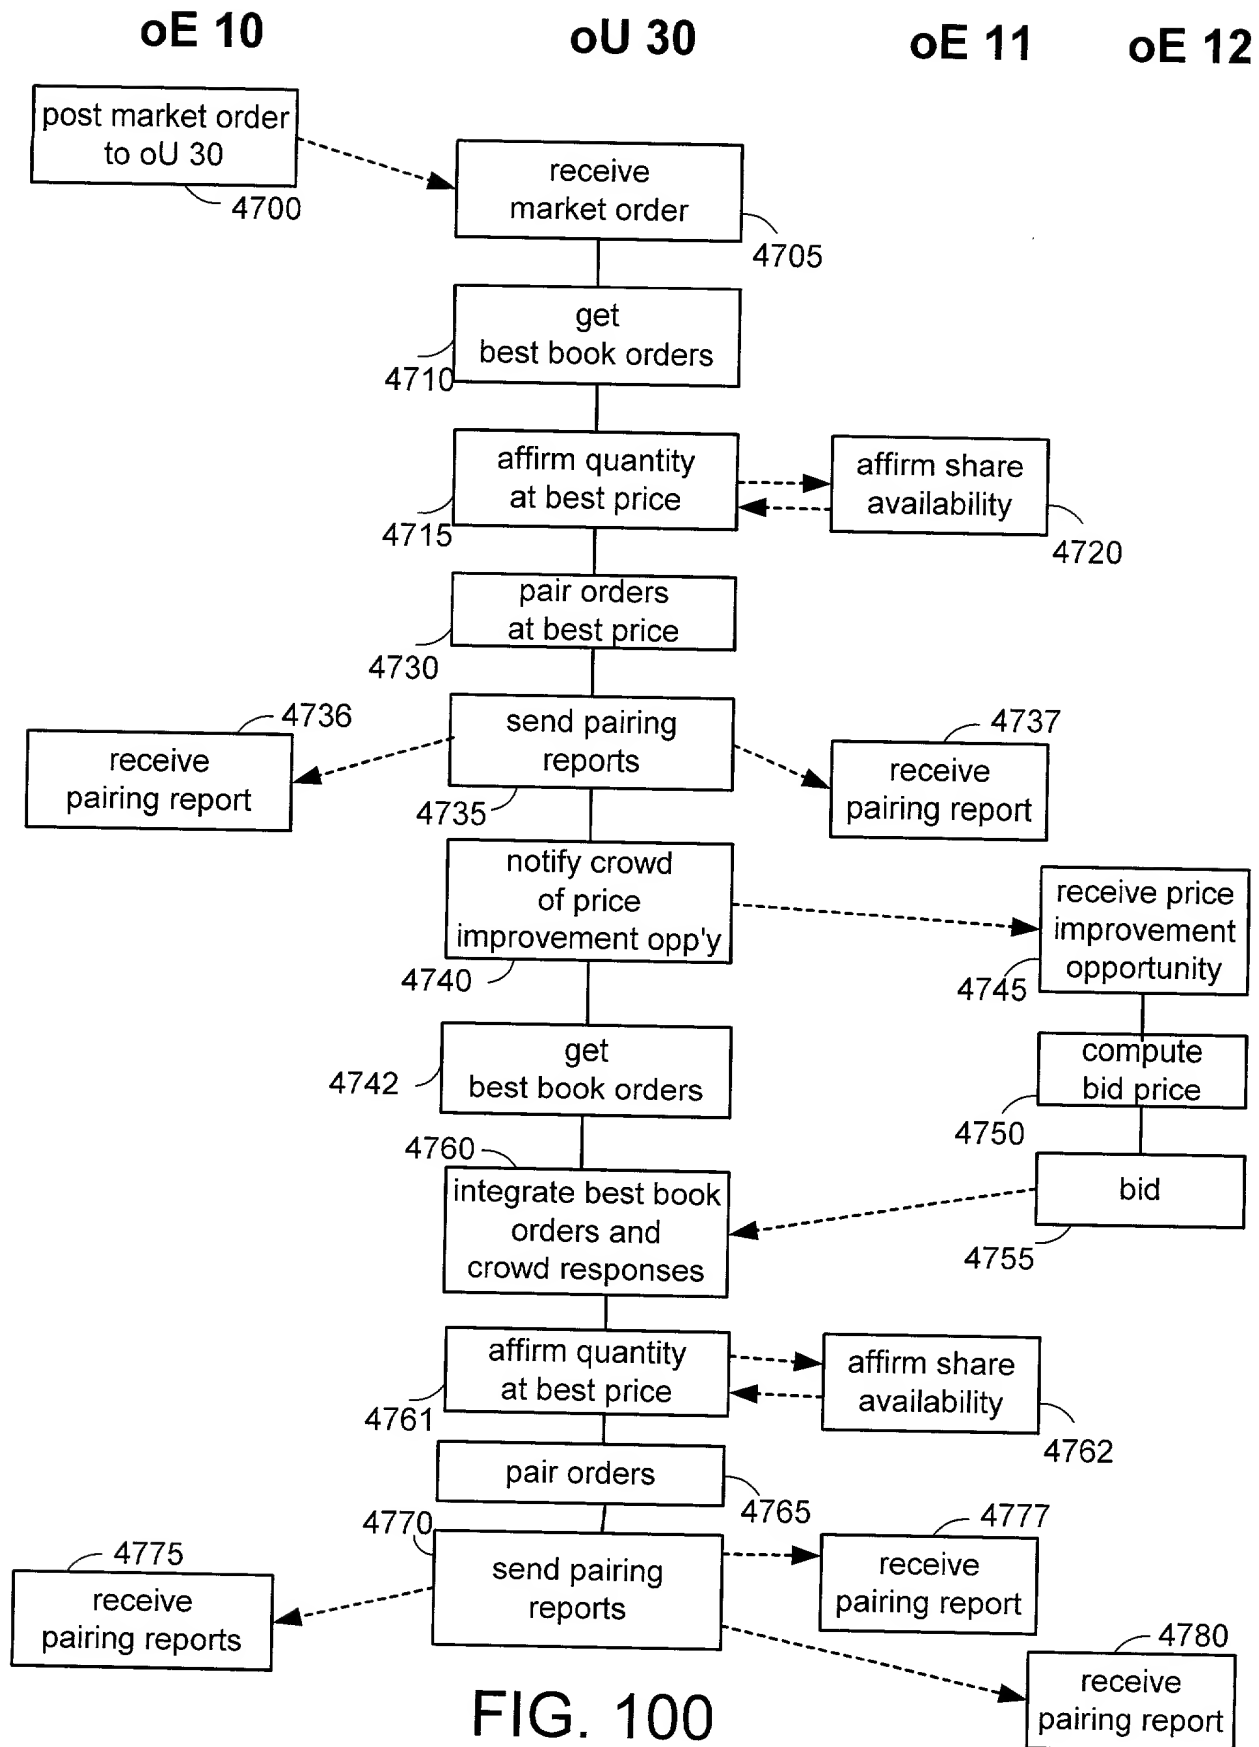 oE 10
oU 30
oE 11
oE 12
post market order
to oU 30
4700
receive
market order
4705
get
best book orders
4710
affirm quantity
at best price
4715
affirm share
availability
4720
pair orders
at best price
4730
4736
receive
pairing report
send pairing
reports
4735
4737
receive
pairing report
notify crowd
of price
improvement opp'y
4740
receive price
improvement
opportunity
4745
get
best book orders
4742
compute
bid price
4750
4760
integrate best book
orders and
crowd responses
bid
4755
affirm quantity
at best price
4761
affirm share
availability
4762
pair orders
4765
4770
send pairing
reports
4775
receive
pairing reports
4777
receive
pairing report
4780
receive
pairing report
FIG. 100